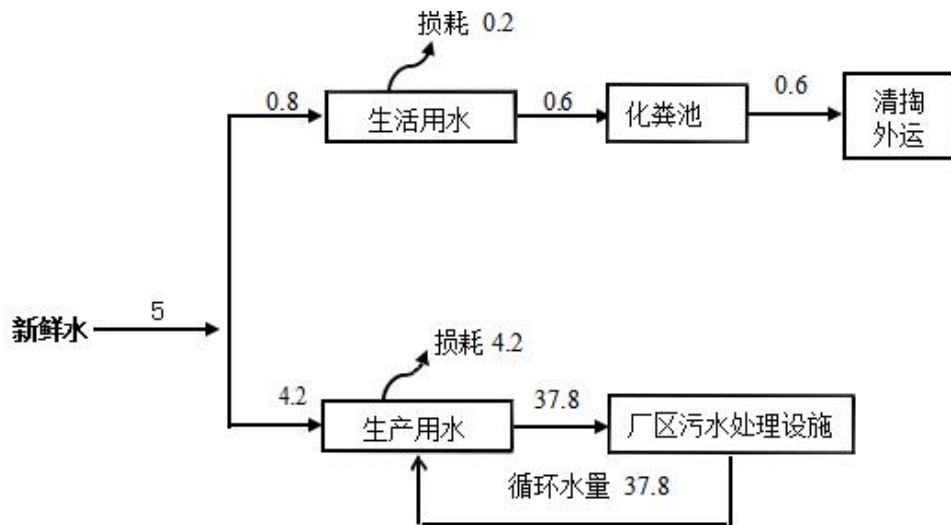 损耗 0.2
0.8
生活用水
0.6
化粪池
0.6
清掏
外运
新鲜水
5
损耗 4.2
4.2
生产用水
37.8
厂区污水处理设施
循环水量 37.8